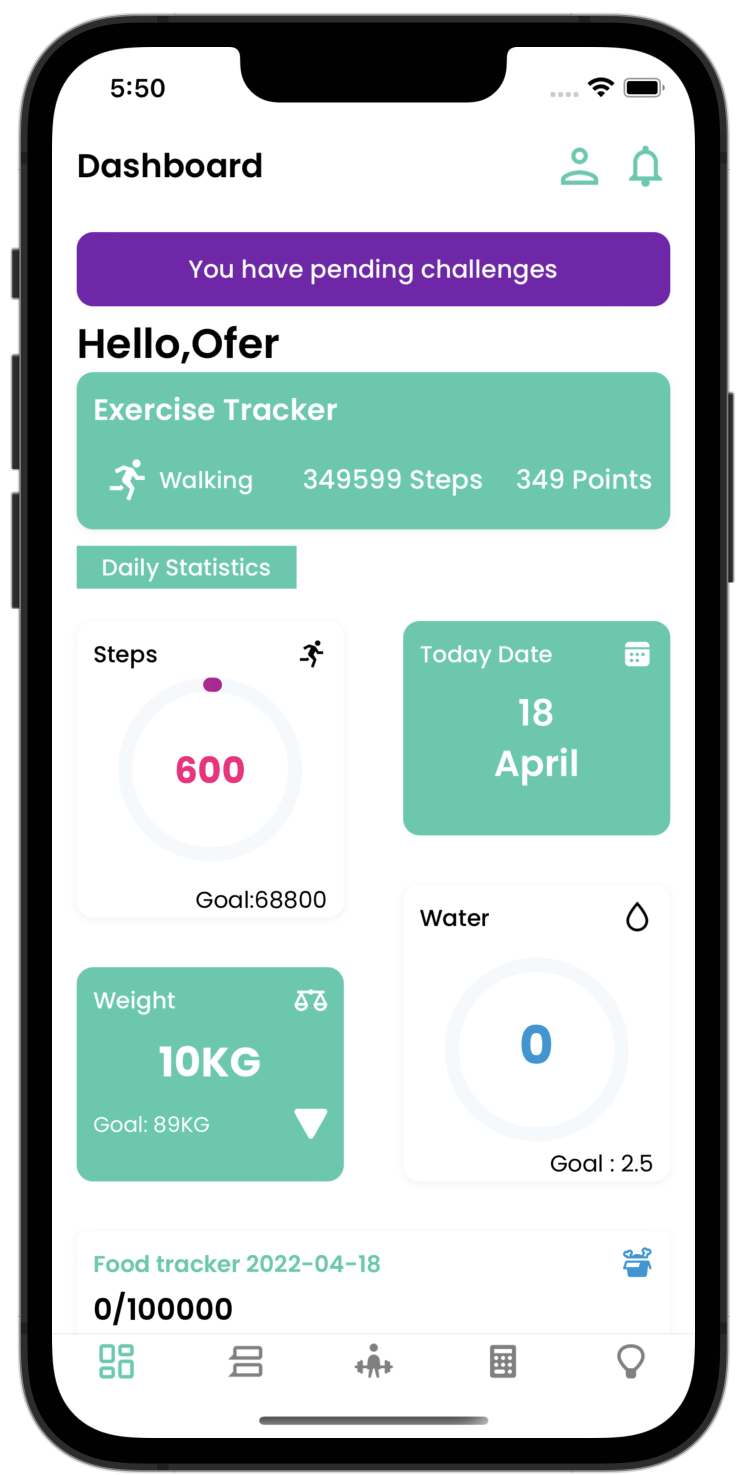 5:50
Dashboard
You have pending challenges
Hello,Ofer
Exercise Tracker
Walking 349599 Steps 349 Points
Daily Statistics
Steps
600
Goal:68800
Today Date
18
April
Weight
10KG
Goal: 89KG
Water
0
Goal : 2.5
Food tracker 2022-04-18
0/100000